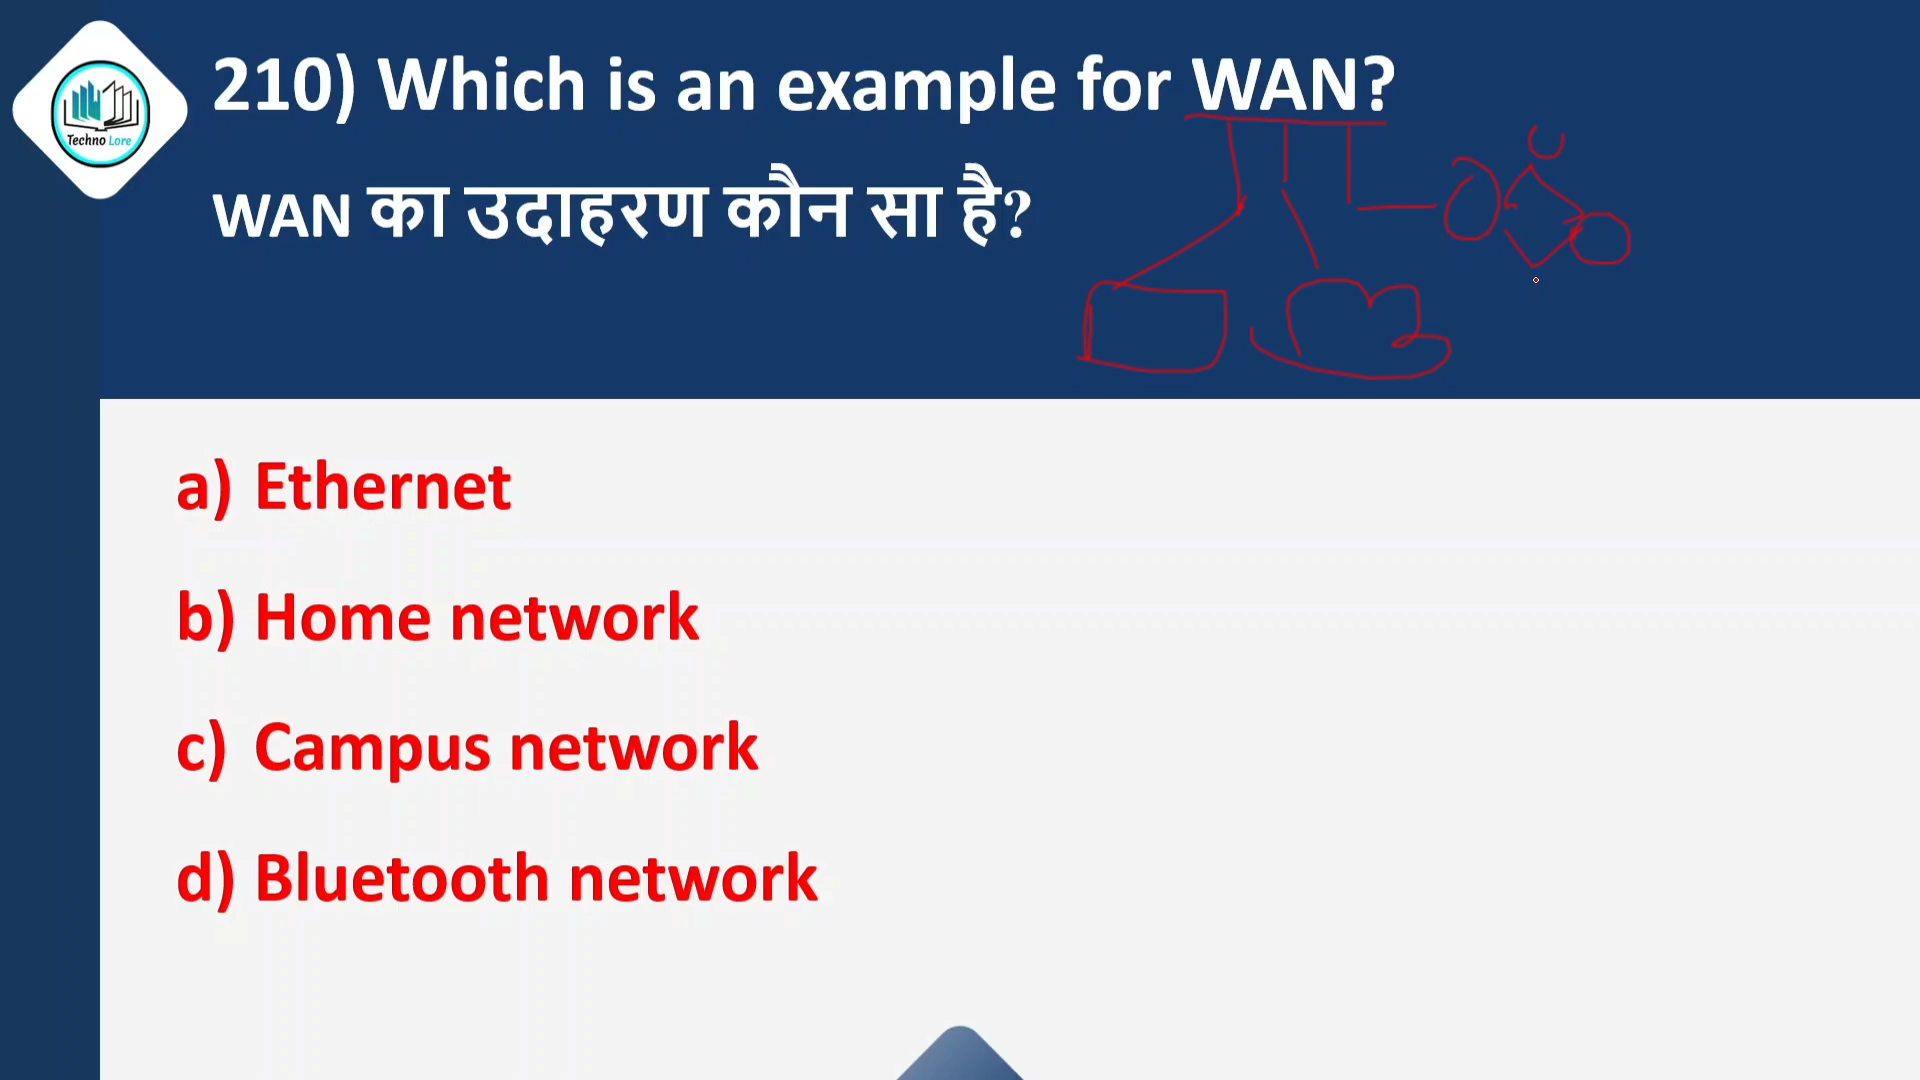 210) Which is an example for WAN?
Techno Lore
WAN का उदाहरण कौन सा है?
a) Ethernet
b) Home network
c) Campus network
d) Bluetooth network